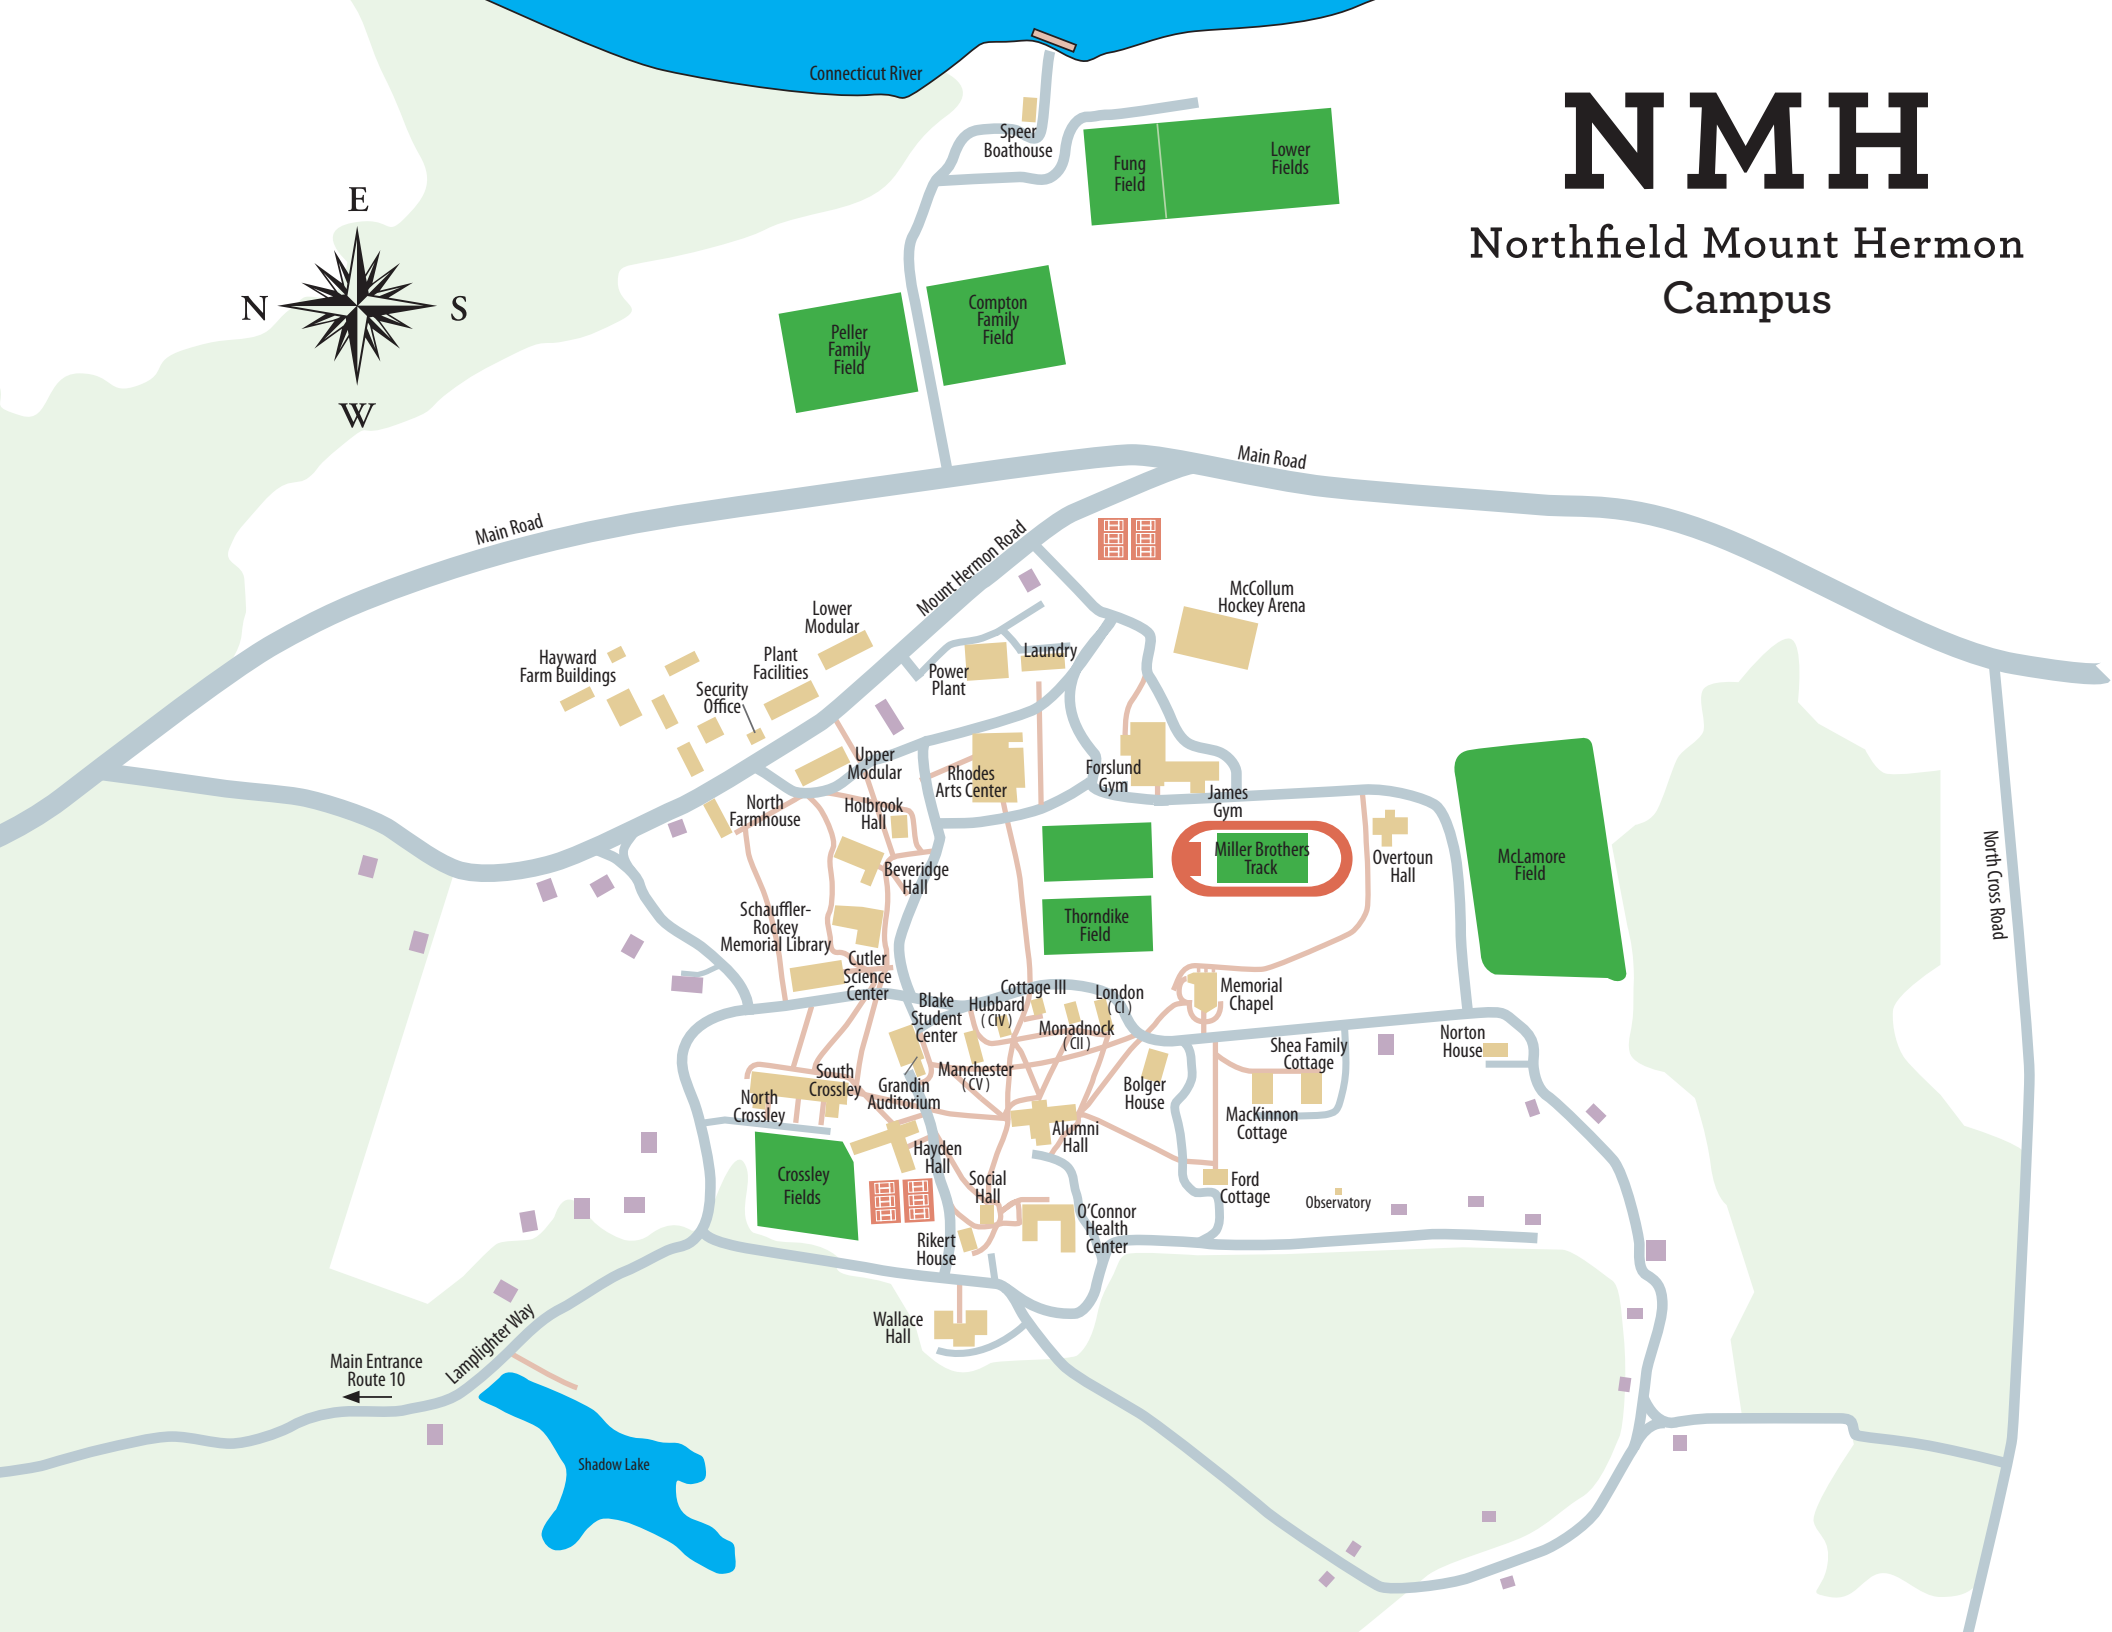 NMH
Northfield Mount Hermon
Campus
Connecticut River
Speer
Boathouse
Fung
Field
Lower
Fields
E
N
S
W
Compton
Family
Field
Peller
Family
Field
Main Road
Main Road
Mount Hermon Road
McCollum
Hockey Arena
Lower
Modular
Hayward
Farm Buildings
Plant
Facilities
Security
Office
Laundry
Power
Plant
Upper
Modular
Rhodes
Arts Center
Forslund
Gym
James
Gym
North
Farmhouse
Holbrook
Hall
Beveridge
Hall
Miller Brothers
Track
Overtoun
Hall
McLamore
Field
North Cross Road
Schauffler-
Rockey
Memorial Library
Thorndike
Field
Cutler
Science
Center
Blake
Student
Center
Hubbard
( CIV )
Cottage III
London
( CI )
Monadnock
( CII )
Memorial
Chapel
Norton
House
Shea Family
Cottage
South
Crossley
North
Crossley
Grandin
Auditorium
Manchester
( CV )
Bolger
House
MacKinnon
Cottage
Alumni
Hall
Hayden
Hall
Crossley
Fields
Social
Hall
Ford
Cottage
Observatory
O'Connor
Health
Center
Rikert
House
Wallace
Hall
Lamplighter Way
Main Entrance
Route 10
Shadow Lake